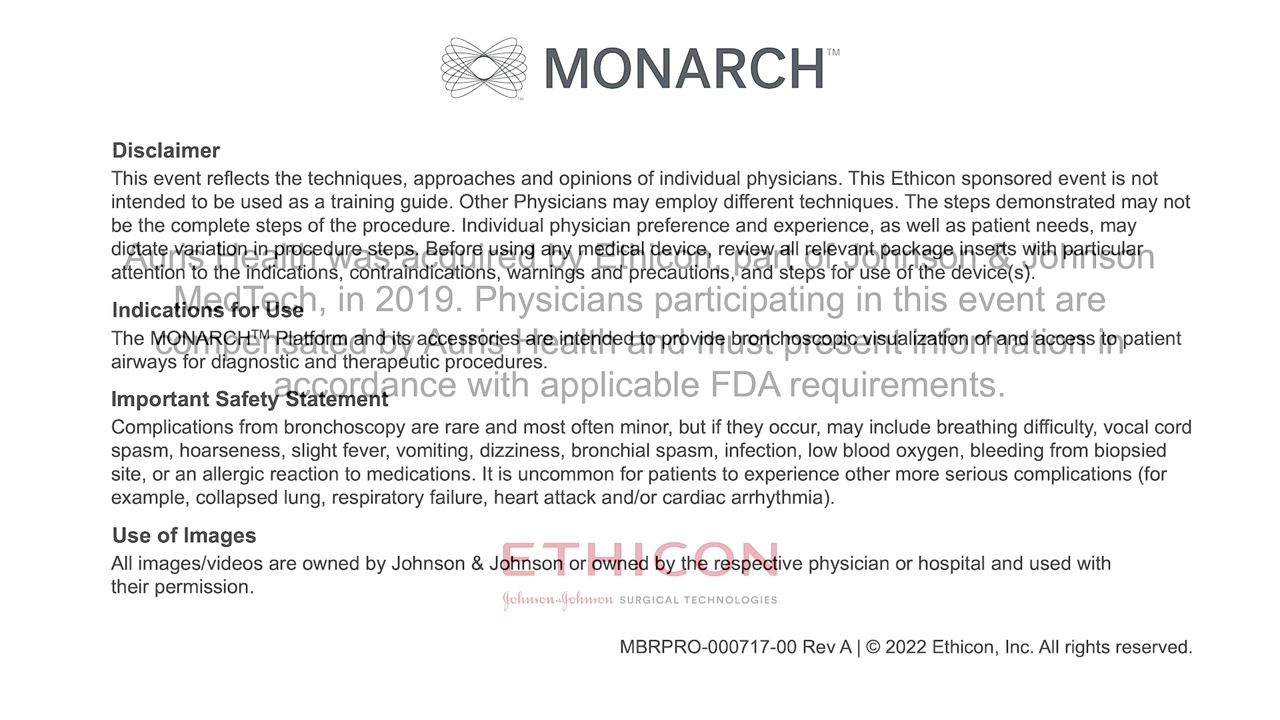 MONARCH™
Disclaimer
This event reflects the techniques, approaches and opinions of individual physicians. This Ethicon sponsored event is not
intended to be used as a training guide. Other Physicians may employ different techniques. The steps demonstrated may not
be the complete steps of the procedure. Individual physician preference and experience, as well as patient needs, may
dictate variation in procedure steps. Before using any medical device, review all relevant package inserts with particular
attention to the indications, contraindications, warnings and precautions, and steps for use of the device(s).
Auris Health was acquired by Ethicon, part of Johnson & Johnson
MedTech, in 2019. Physicians participating in this event are
compensated by Auris Health and must present information in
accordance with applicable FDA requirements.
Indications for Use
The MONARCH™ Platform and its accessories are intended to provide bronchoscopic visualization of and access to patient
airways for diagnostic and therapeutic procedures.
Important Safety Statement
Complications from bronchoscopy are rare and most often minor, but if they occur, may include breathing difficulty, vocal cord
spasm, hoarseness, slight fever, vomiting, dizziness, bronchial spasm, infection, low blood oxygen, bleeding from biopsied
site, or an allergic reaction to medications. It is uncommon for patients to experience other more serious complications (for
example, collapsed lung, respiratory failure, heart attack and/or cardiac arrhythmia).
Use of Images
All images/videos are owned by Johnson & Johnson or owned by the respective physician or hospital and used with
their permission.
ETHICON
Johnson&Johnson SURGICAL TECHNOLOGIES
MBRPRO-000717-00 Rev A | © 2022 Ethicon, Inc. All rights reserved.